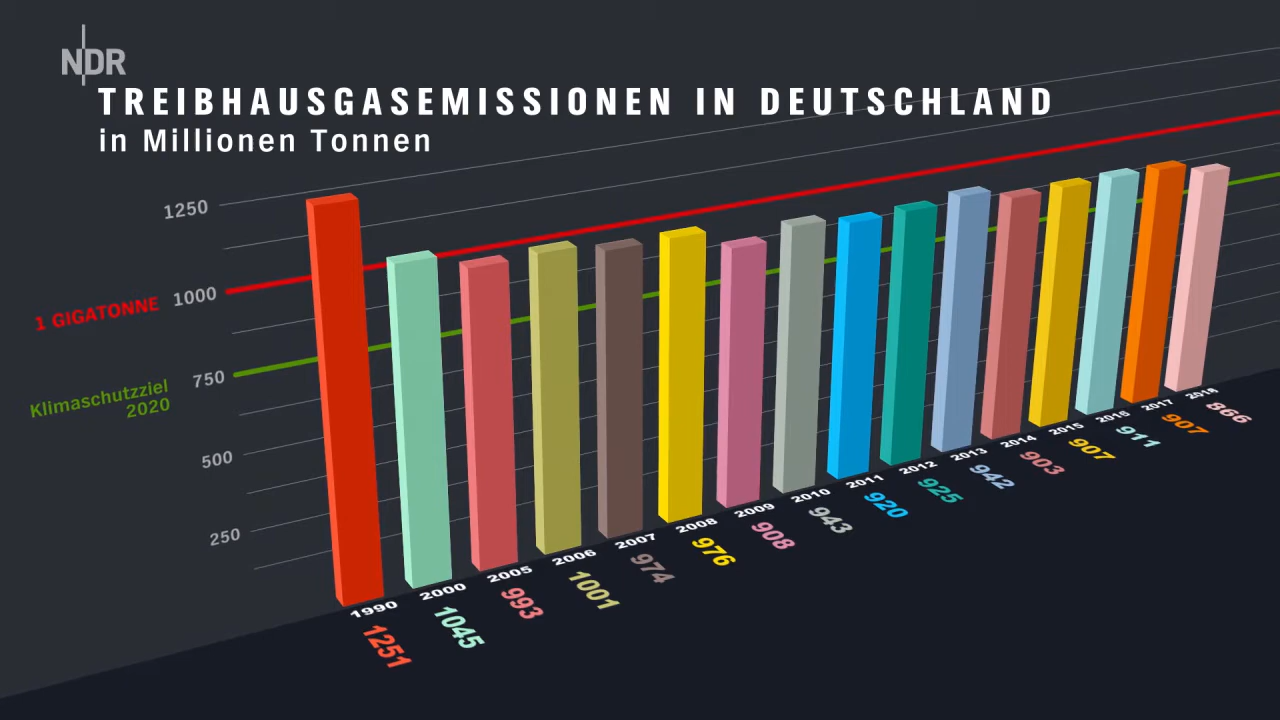 NDR
TREIBHAUSGASEMISSIONEN IN DEUTSCHLAND
in Millionen Tonnen
1250
1 GIGATONNE 1000
Klimaschutzziel
2020
750
500
250
1990 2000 2005 2006 2007 2008 2009 2010 2011 2012 2013 2014 2015 2016 2017 2018
1251 1045 993 1001 974 976 908 943 920 925 942 903 907 911 907 866